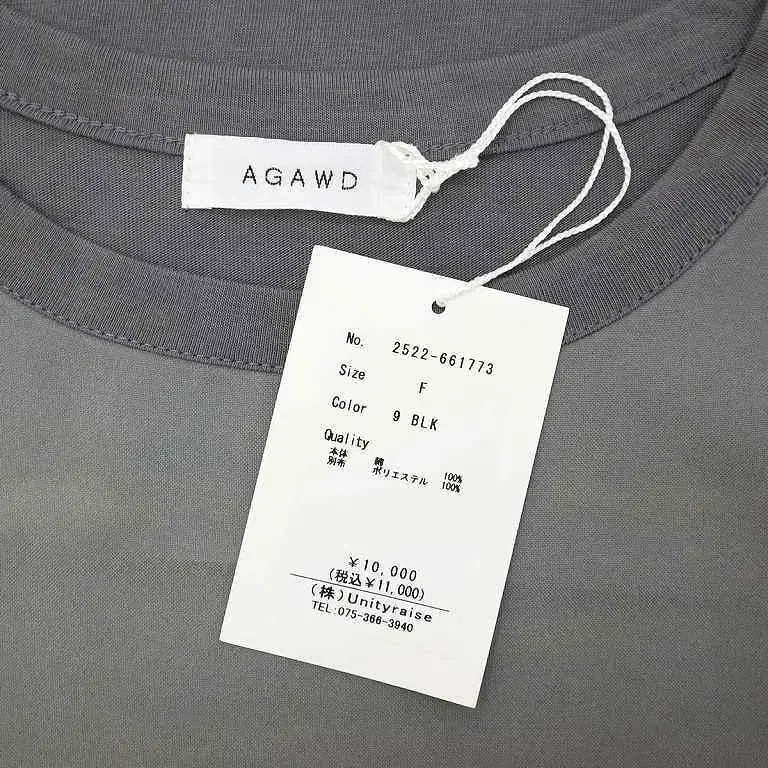 AGAWD
No. 2522-661773
Size F
Color 9 BLK
Quality
本体 綿 100%
別布 ポリエステル 100%
¥10,000
(税込¥11,000)
(株)Unityraise
TEL:075-366-3940